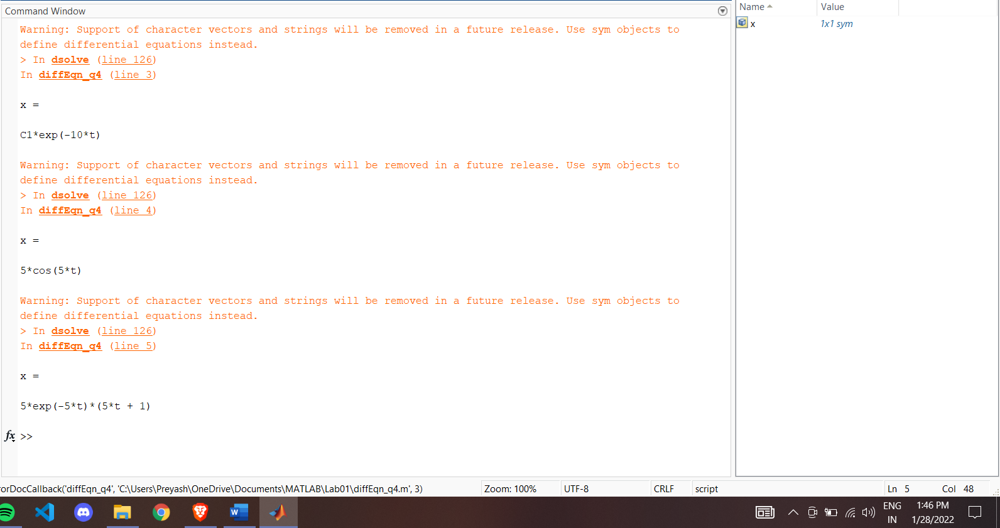 Command Window
Warning: Support of character vectors and strings will be removed in a future release. Use sym objects to
define differential equations instead.
> In dsolve (line 126)
In diffEqn_q4 (line 3)
x =
C1*exp(-10*t)
Warning: Support of character vectors and strings will be removed in a future release. Use sym objects to
define differential equations instead.
> In dsolve (line 126)
In diffEqn_q4 (line 4)
x =
5*cos(5*t)
Warning: Support of character vectors and strings will be removed in a future release. Use sym objects to
define differential equations instead.
> In dsolve (line 126)
In diffEqn_q4 (line 5)
x =
5*exp(-5*t)*(5*t + 1)
fx >>
Name Value
x 1x1 sym
rorDocCallback('diffEqn_q4', 'C:\Users\Preyash\OneDrive\Documents\MATLAB\Lab01\diffEqn_q4.m', 3) Zoom: 100% UTF-8 CRLF script Ln 5 Col 48
W
ENG
IN
1:46 PM
1/28/2022